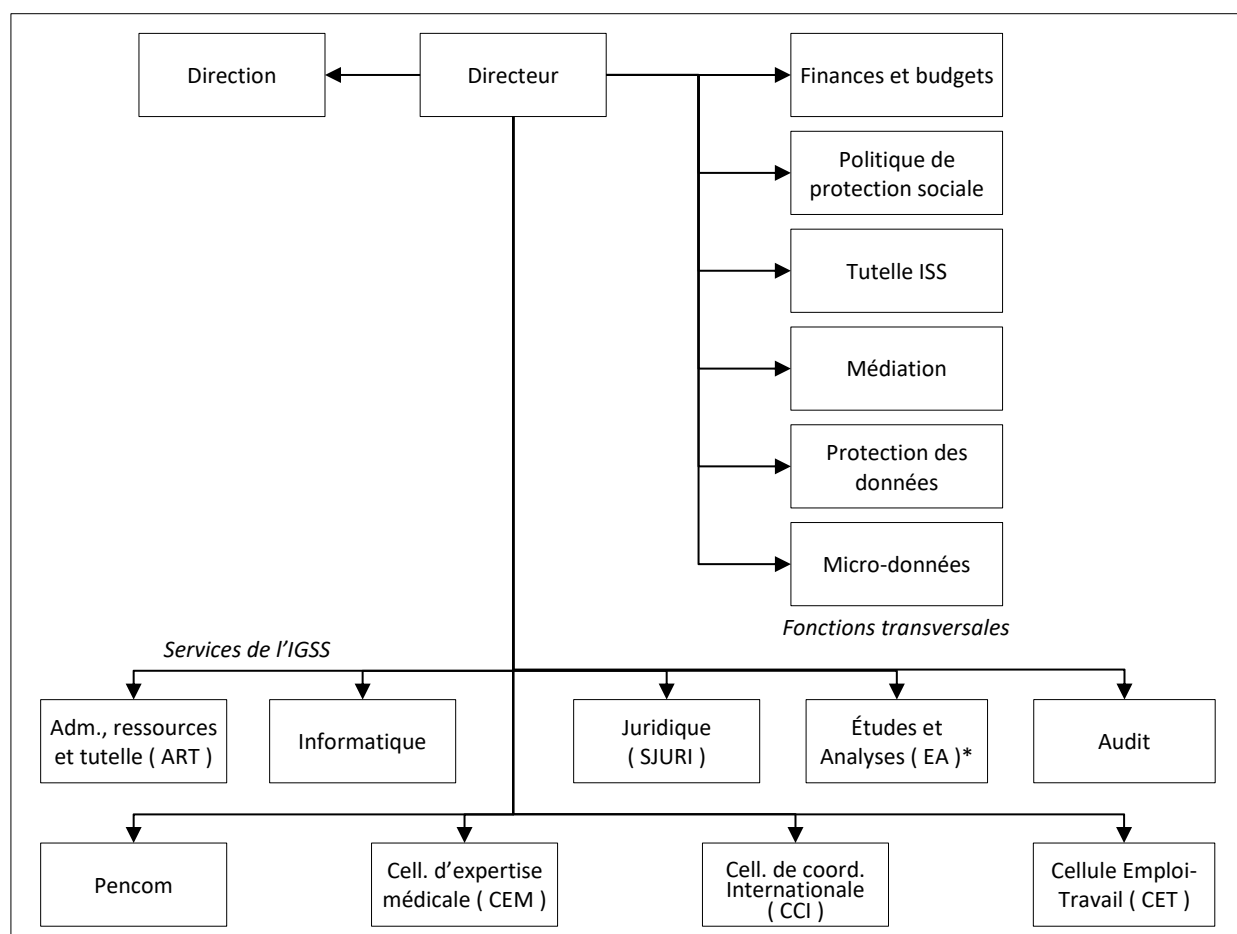 Direction
Directeur
Finances et budgets
Politique de
protection sociale
Tutelle ISS
Médiation
Protection des
données
Micro-données
Fonctions transversales
Services de l’IGSS
Adm., ressources
et tutelle ( ART )
Informatique
Juridique
( SJURI )
Études et
Analyses ( EA )*
Audit
Pencom
Cell. d’expertise
médicale ( CEM )
Cell. de coord.
Internationale
( CCI )
Cellule Emploi-
Travail ( CET )